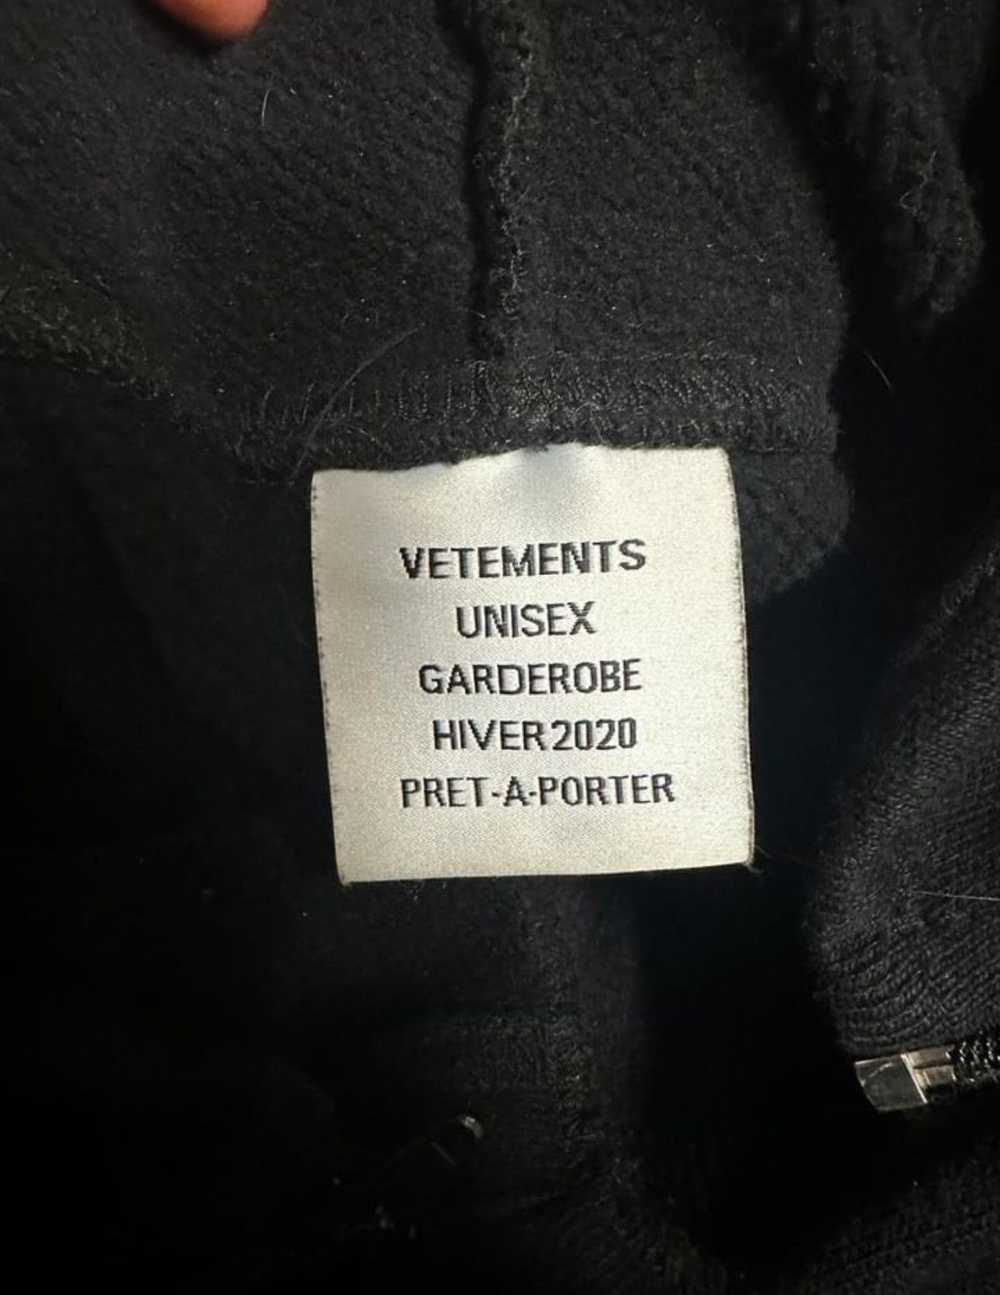 VETEMENTS
UNISEX
GARDEROBE
HIVER 2020
PRET-A-PORTER